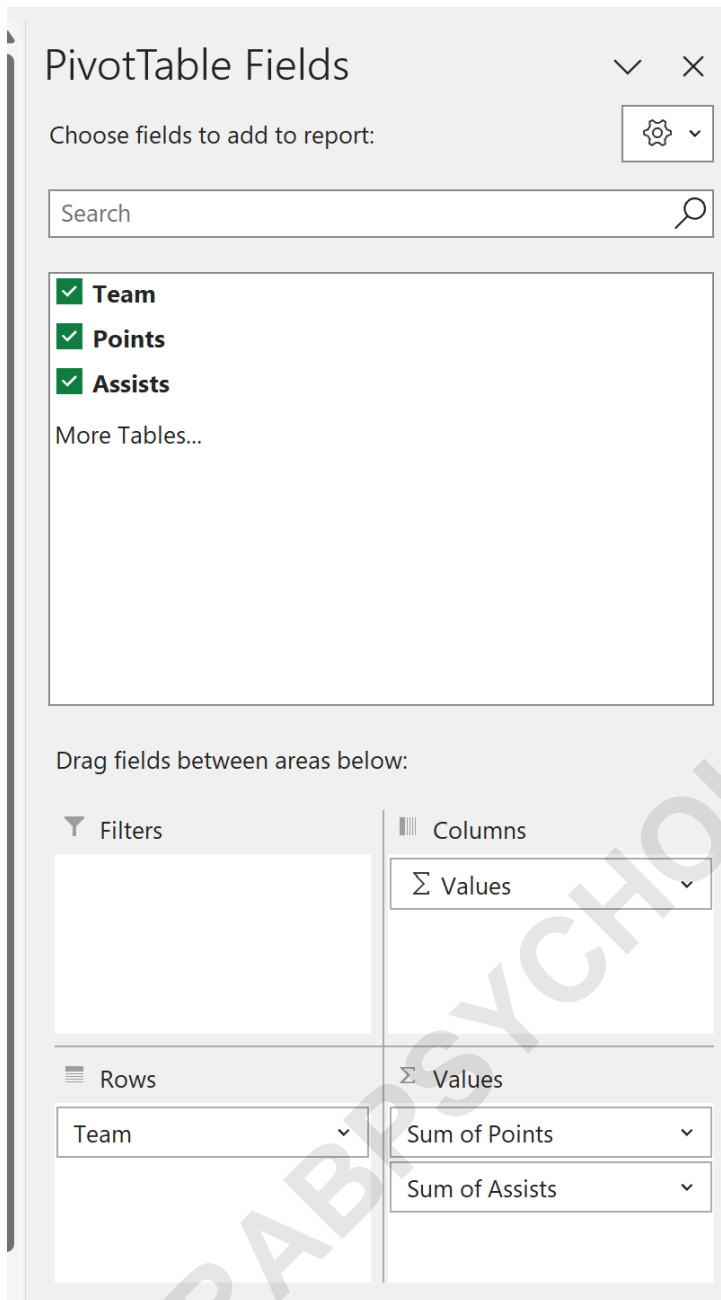 PivotTable Fields
Choose fields to add to report:
Search
Team
Points
Assists
More Tables...
Drag fields between areas below:
Filters
Columns
Σ Values
Rows
Σ Values
Team
Sum of Points
Sum of Assists